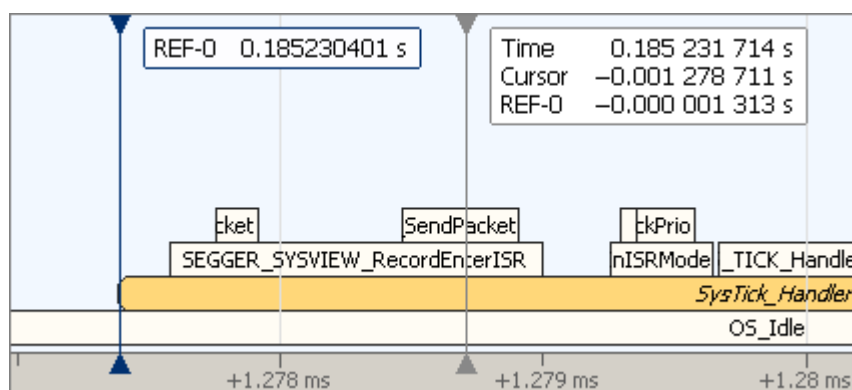 REF-0 0.185230401 s
Time 0.185 231 714 s
Cursor −0.001 278 711 s
REF-0 −0.000 001 313 s
cket SendPacket ckPrio
SEGGER_SYSVIEW_RecordEnterISR nISRMode _TICK_Handle
SysTick_Handler
OS_Idle
+1.278 ms +1.279 ms +1.28 ms